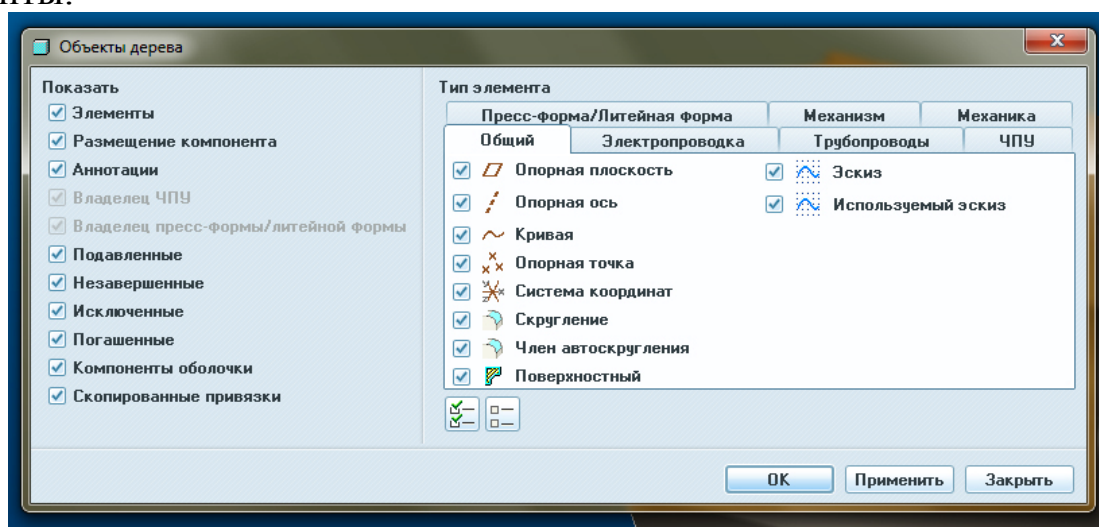 Объекты дерева
Показать
Элементы
Размещение компонента
Аннотации
Владелец ЧПУ
Владелец пресс-формы/литейной формы
Подавленные
Незавершенные
Исключенные
Погашенные
Компоненты оболочки
Скопированные привязки
Тип элемента
Пресс-форма/Литейная форма Механизм Механика
Общий Электропроводка Трубопроводы ЧПУ
Опорная плоскость
Опорная ось
Кривая
Опорная точка
Система координат
Скругление
Член автоскругления
Поверхностный
Эскиз
Используемый эскиз
OK Применить Закрыть